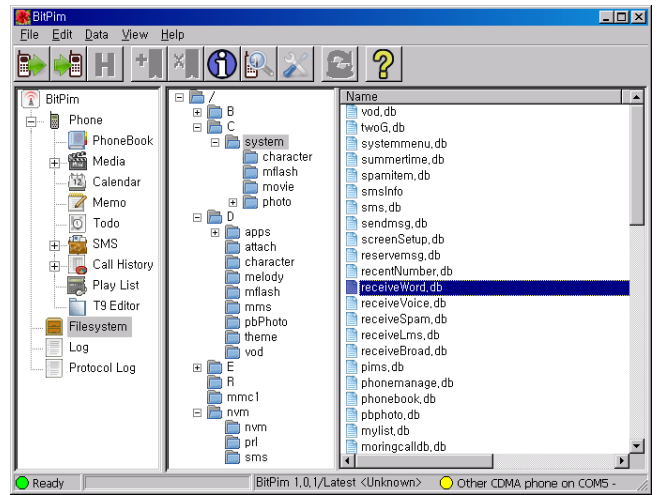 BitPim
File Edit Data View Help
BitPim
Phone
PhoneBook
Media
Calendar
Memo
Todo
SMS
Call History
Play List
T9 Editor
Filesystem
Log
Protocol Log
/
B
C
system
character
mflash
movie
photo
D
apps
attach
character
melody
mflash
mms
pbPhoto
theme
vod
E
R
mmc1
nvm
nvm
prl
sms
Name
vod,db
twoG,db
systemmenu,db
summertime,db
spamitem,db
smsInfo
sms,db
sendmsg,db
screenSetup,db
reservemsg,db
recentNumber,db
receiveWord,db
receiveVoice,db
receiveSpam,db
receiveLms,db
receiveBroad,db
pims,db
phonemanage,db
phonebook,db
pbphoto,db
mylist,db
moringcalldb,db
Ready
BitPim 1,0,1/Latest <Unknown>
Other CDMA phone on COM5 -